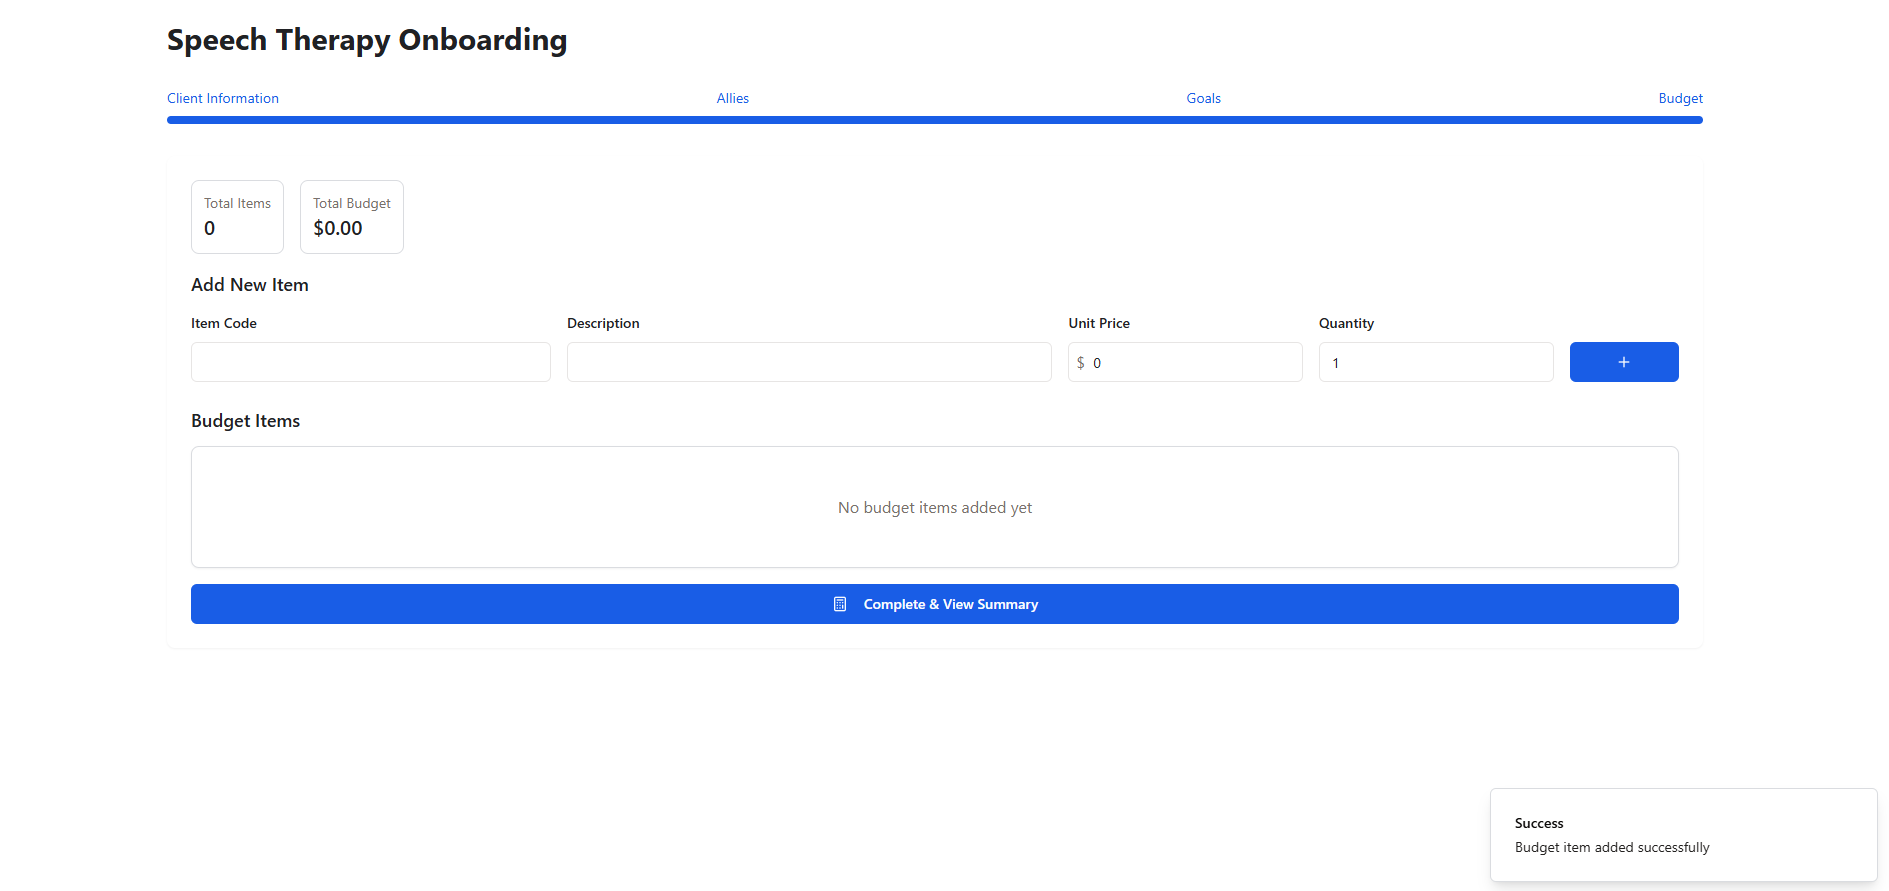 Speech Therapy Onboarding
Client Information Allies Goals Budget
Total Items Total Budget
0 $0.00
Add New Item
Item Code Description Unit Price Quantity
$ 0 1 +
Budget Items
No budget items added yet
Complete & View Summary
Success
Budget item added successfully